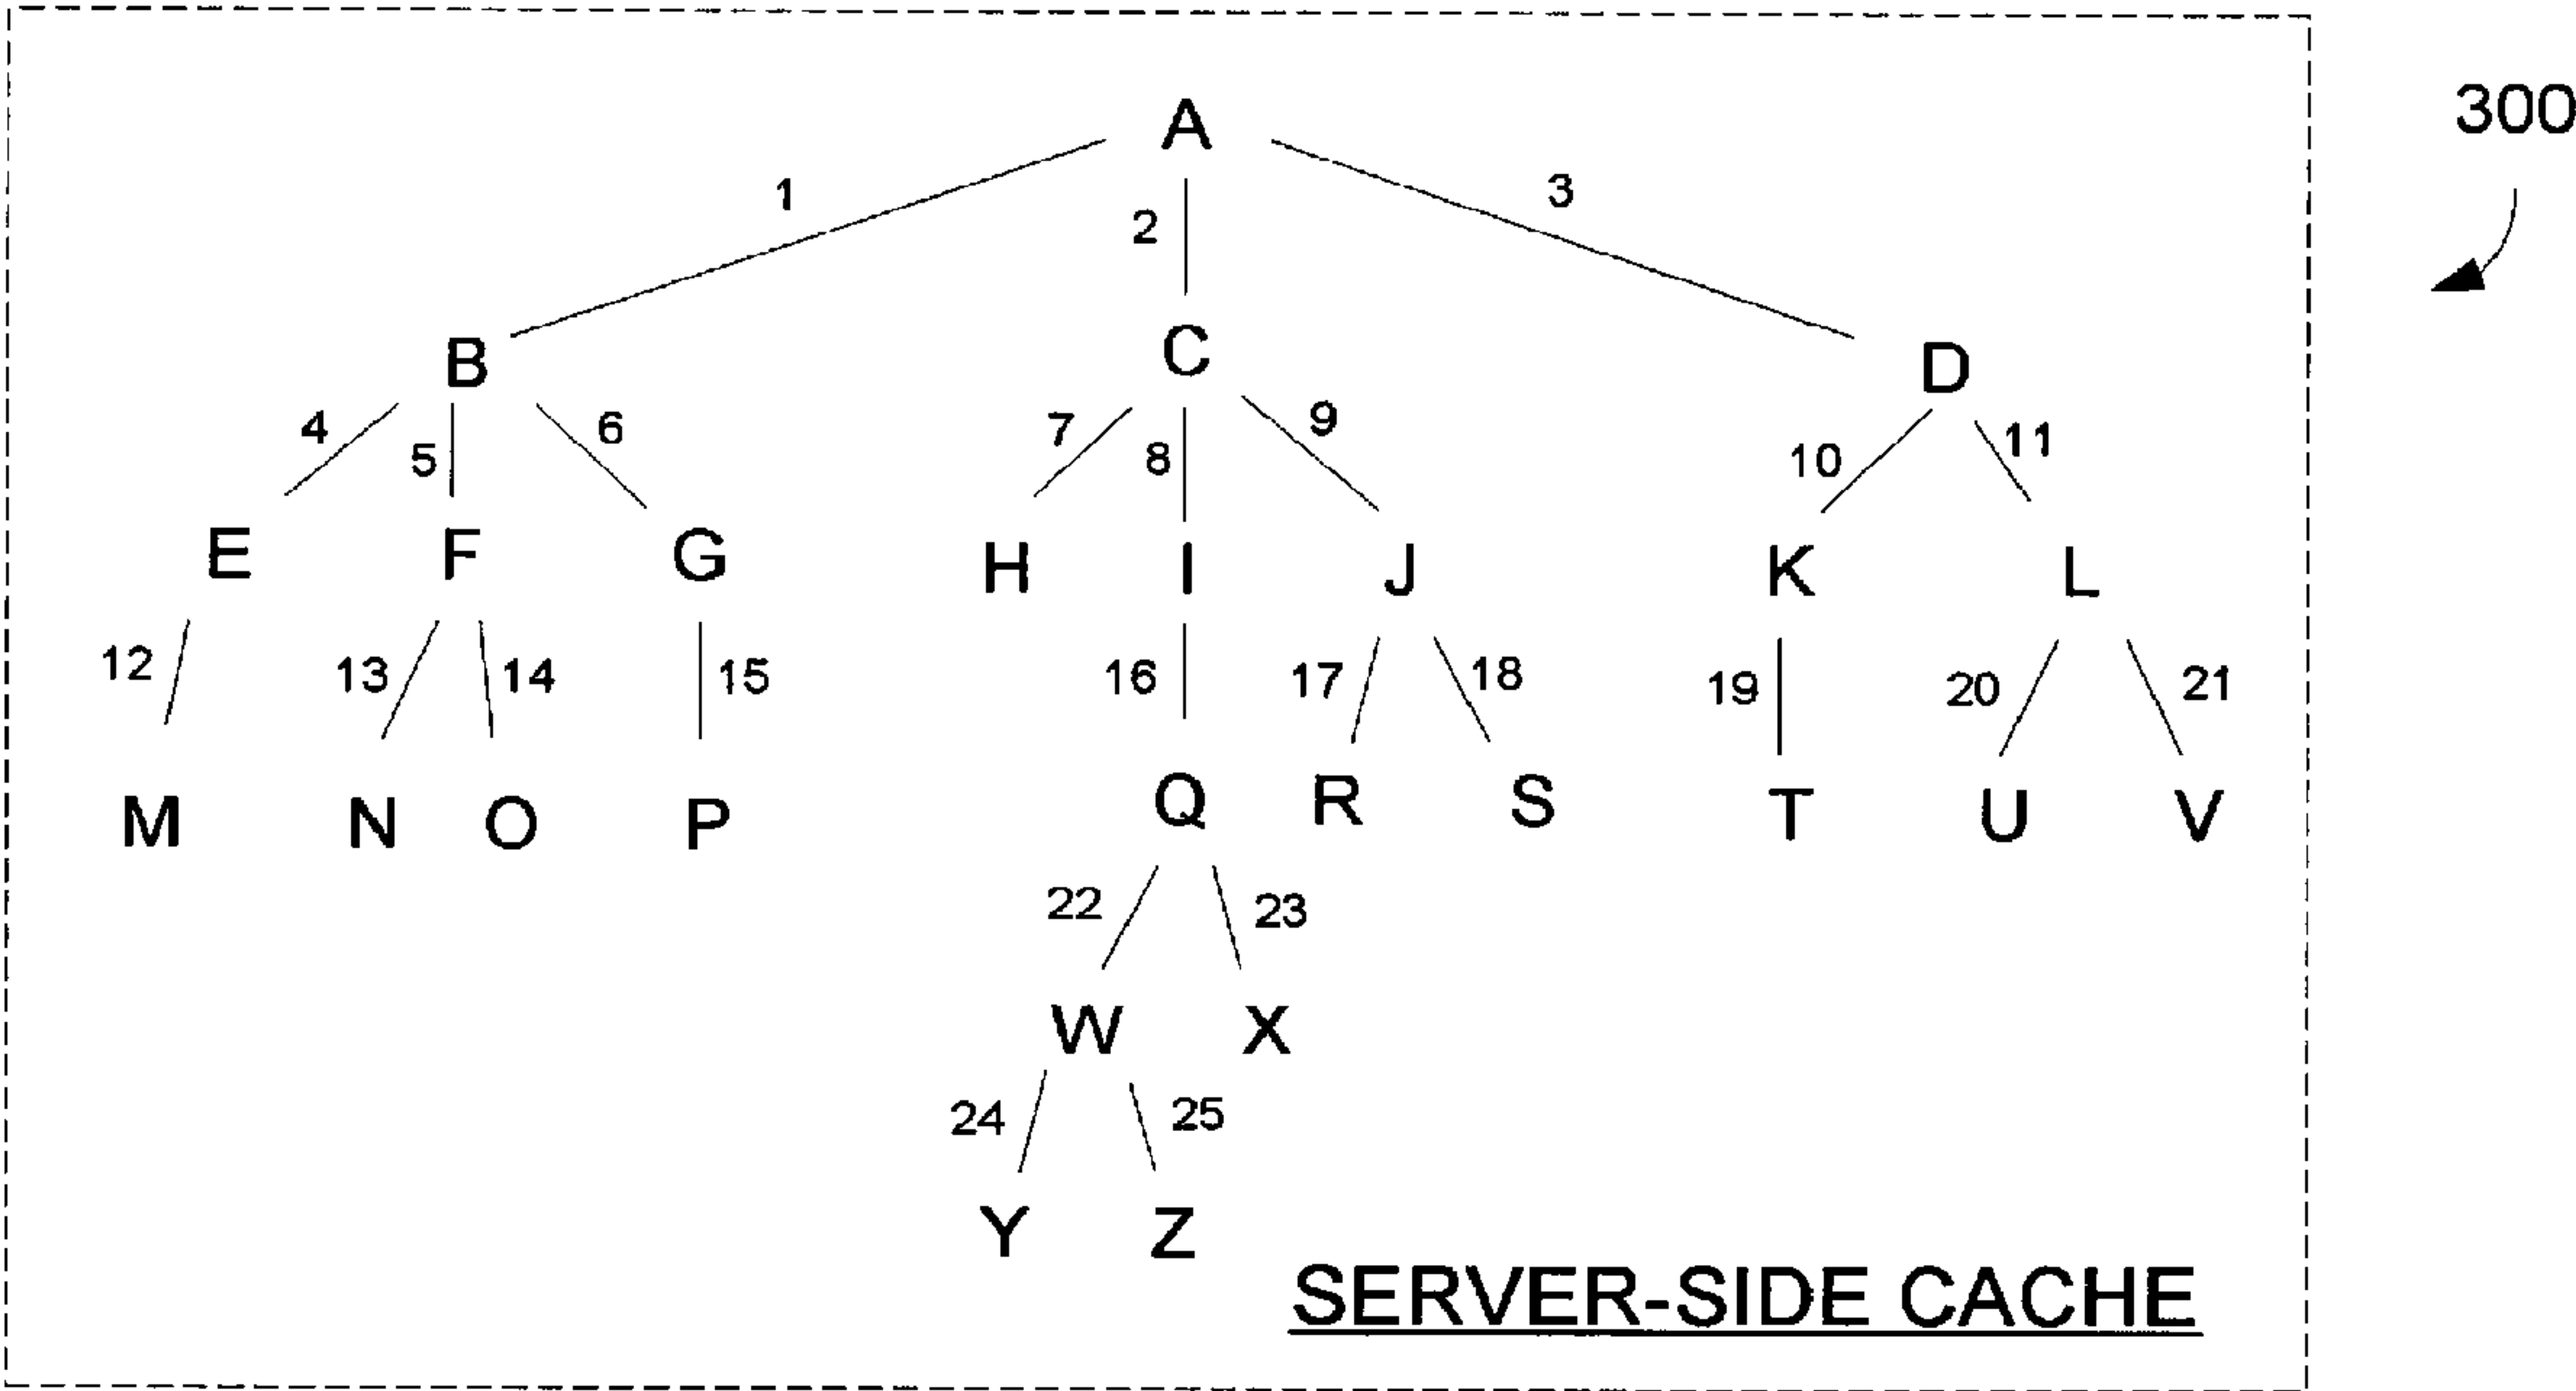 A
300
1
2
3
B
C
D
4
5
6
7
8
9
10
11
E
F
G
H
I
J
K
L
12
13
14
15
16
17
18
19
20
21
M
N
O
P
Q
R
S
T
U
V
22
23
W
X
24
25
Y
Z
SERVER-SIDE CACHE